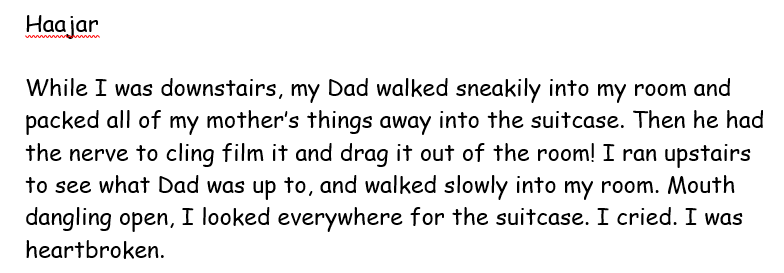 Haajar
While I was downstairs, my Dad walked sneakily into my room and
packed all of my mother's things away into the suitcase. Then he had
the nerve to cling film it and drag it out of the room! I ran upstairs
to see what Dad was up to, and walked slowly into my room. Mouth
dangling open, I looked everywhere for the suitcase. I cried. I was
heartbroken.